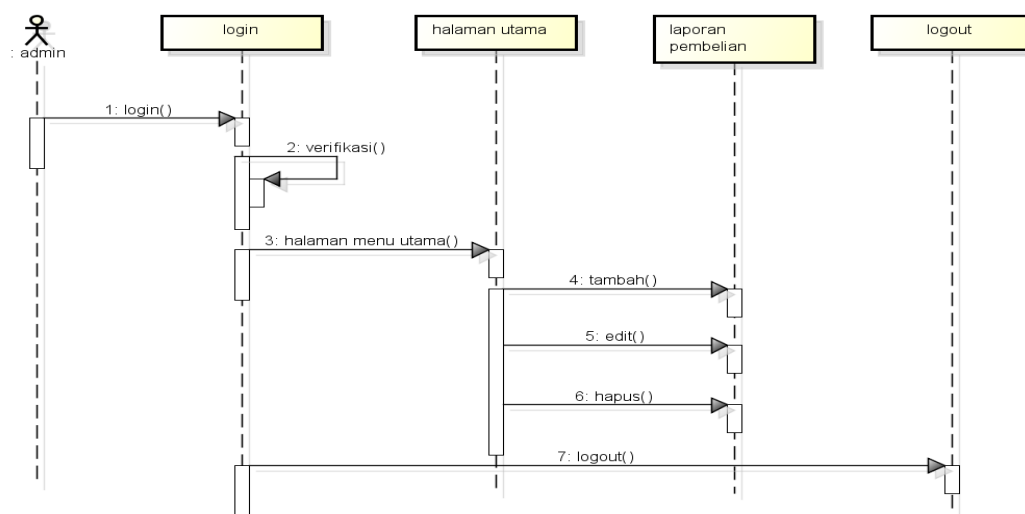 : admin
login
halaman utama
laporan
pembelian
logout
1: login()
2: verifikasi()
3: halaman menu utama()
4: tambah()
5: edit()
6: hapus()
7: logout()